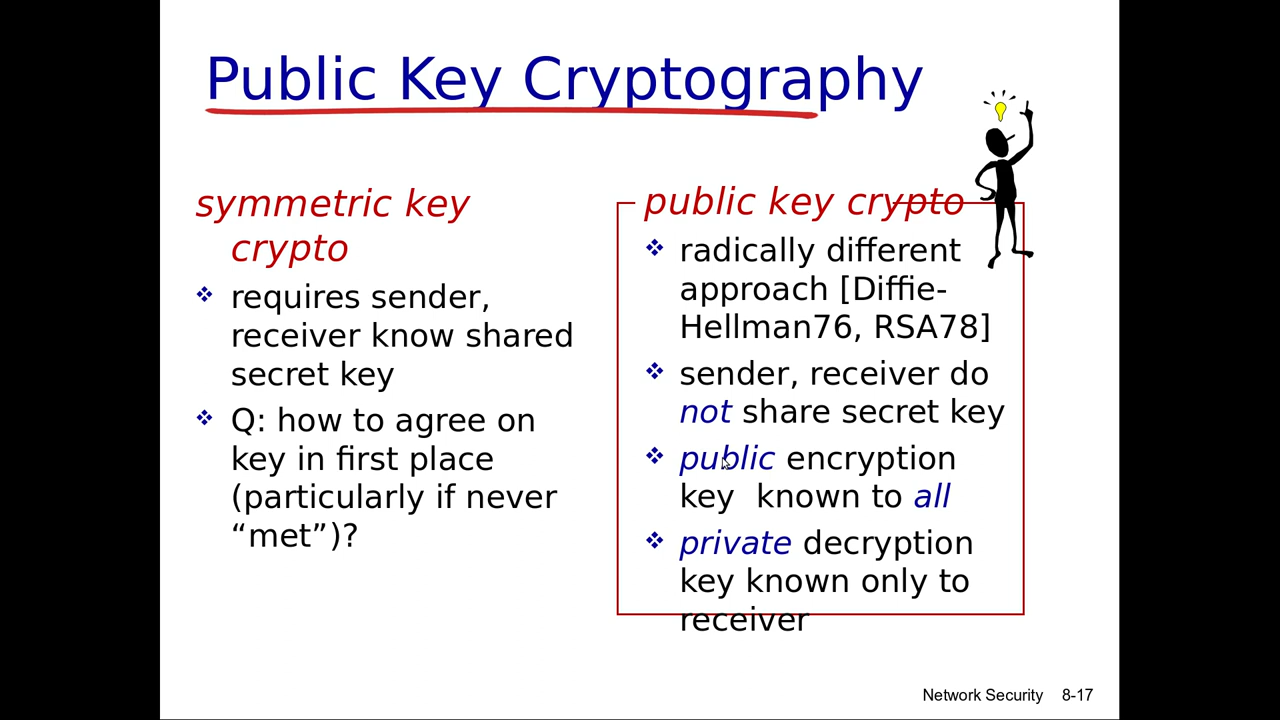 Public Key Cryptography
symmetric key
crypto
❖ requires sender,
receiver know shared
secret key
❖ Q: how to agree on
key in first place
(particularly if never
“met”)?
public key crypto
❖ radically different
approach [Diffie-
Hellman76, RSA78]
❖ sender, receiver do
not share secret key
❖ public encryption
key  known to all
❖ private decryption
key known only to
receiver
Network Security 8-17